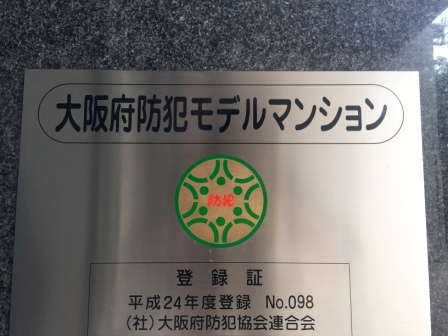 大阪府防犯モデルマンション
防犯
登録証
平成24年度登録 No.098
(社)大阪府防犯協会連合会